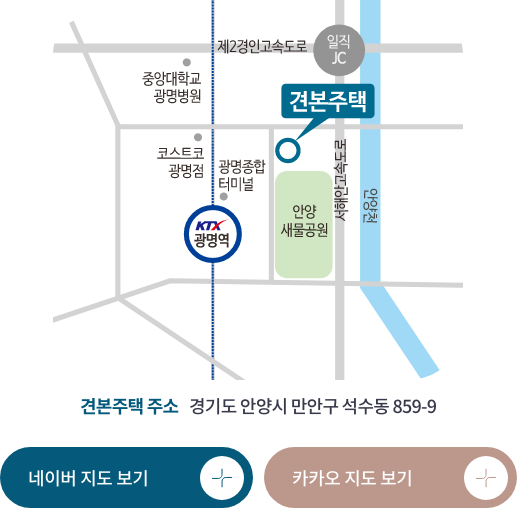 제2경인고속도로
일직
JC
중앙대학교
광명병원
견본주택
코스트코
광명점
광명종합
터미널
서해안고속도로
안양천
안양
새물공원
KTX
광명역
견본주택 주소 경기도 안양시 만안구 석수동 859-9
네이버 지도 보기
카카오 지도 보기